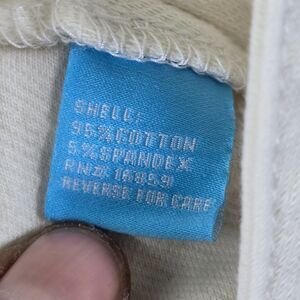 SHELL:
95%COTTON
5%SPANDEX
RN# 16859
REVERSE FOR CARE